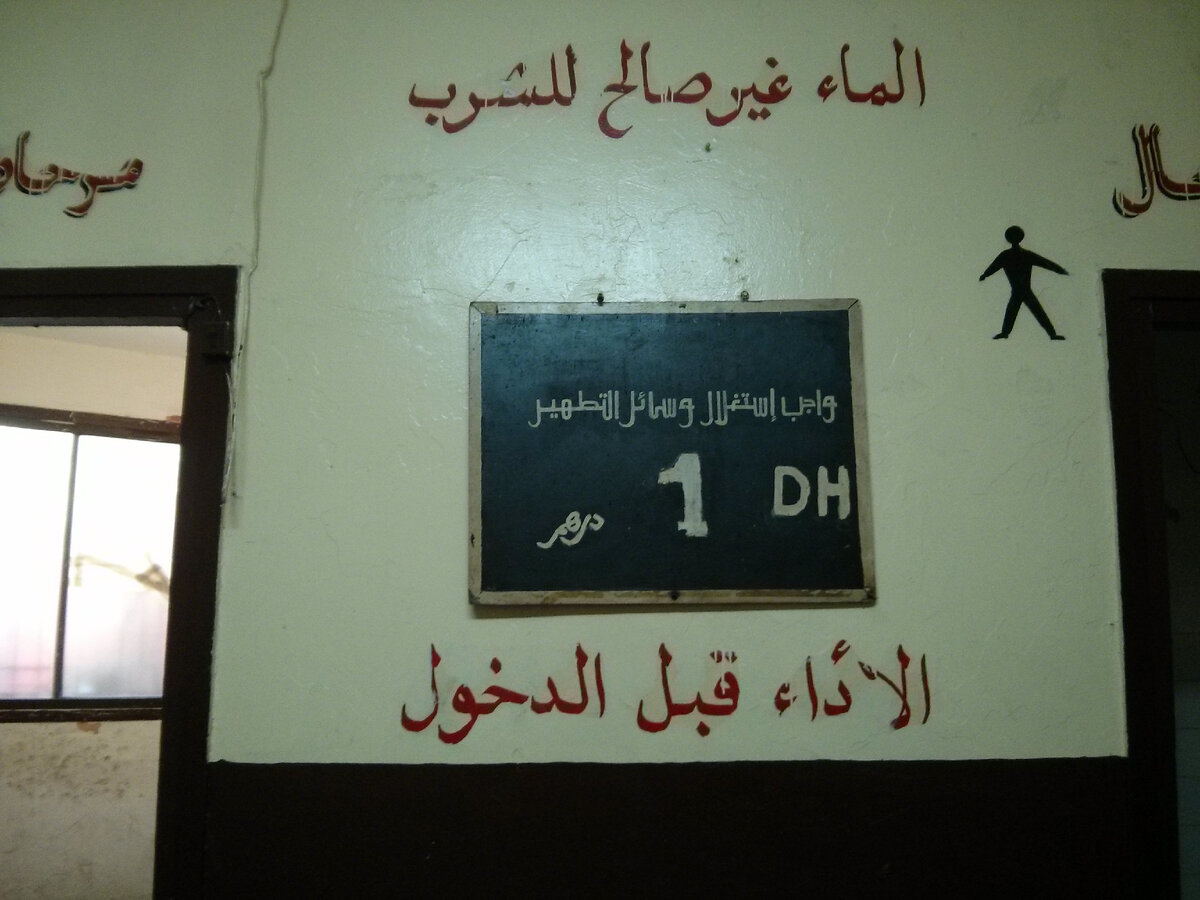 الماء غير صالح للشرب
واجب إستغلال وسائل التطهير
1 DH
درهم
الأداء قبل الدخول